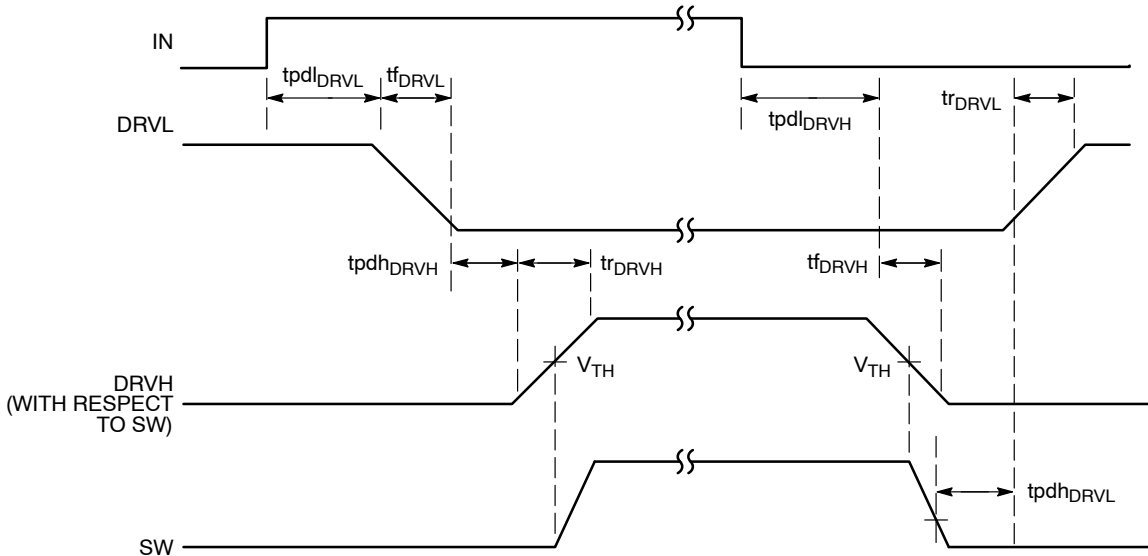 IN
tpdlDRVL
tfDRVL
tpdlDRVH
trDRVL
DRVL
tpdhDRVH
trDRVH
tfDRVH
VTH
VTH
DRVH
(WITH RESPECT
TO SW)
tpdhDRVL
SW